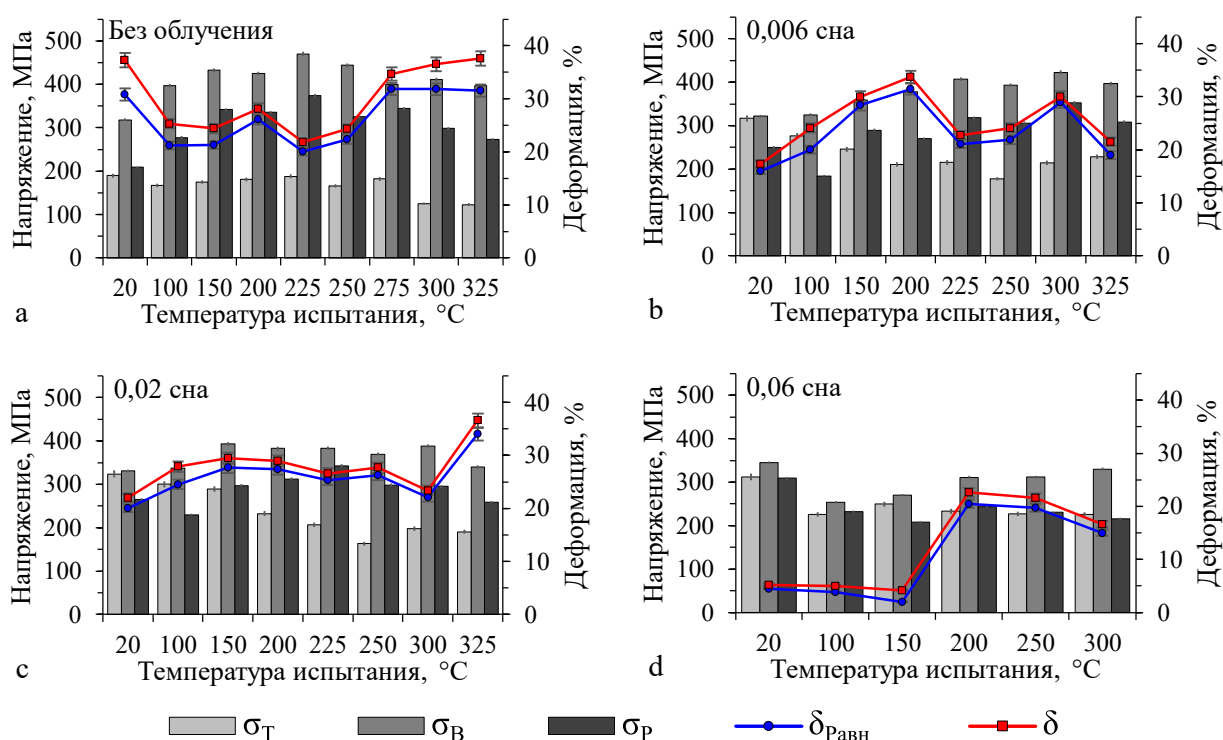 Без облучения
Напряжение, МПа
500
400
300
200
100
0
40
30
20
10
0
Деформация, %
20 100 150 200 225 250 275 300 325
a
Температура испытания, °С
0,006 сна
Напряжение, МПа
500
400
300
200
100
0
40
30
20
10
0
Деформация, %
20 100 150 200 225 250 300 325
b
Температура испытания, °С
0,02 сна
Напряжение, МПа
500
400
300
200
100
0
40
30
20
10
0
Деформация, %
20 100 150 200 225 250 300 325
c
Температура испытания, °С
0,06 сна
Напряжение, МПа
500
400
300
200
100
0
40
30
20
10
0
Деформация, %
20 100 150 200 250 300
d
Температура испытания, °С
σТ σВ σР δРавн δ